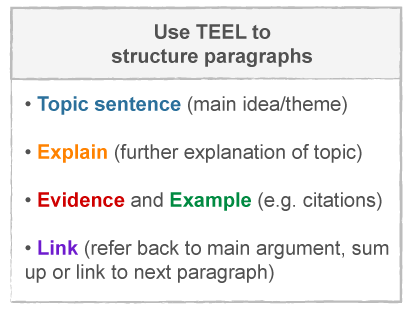 Use TEEL to
structure paragraphs
• Topic sentence (main idea/theme)
• Explain (further explanation of topic)
• Evidence and Example (e.g. citations)
• Link (refer back to main argument, sum
up or link to next paragraph)